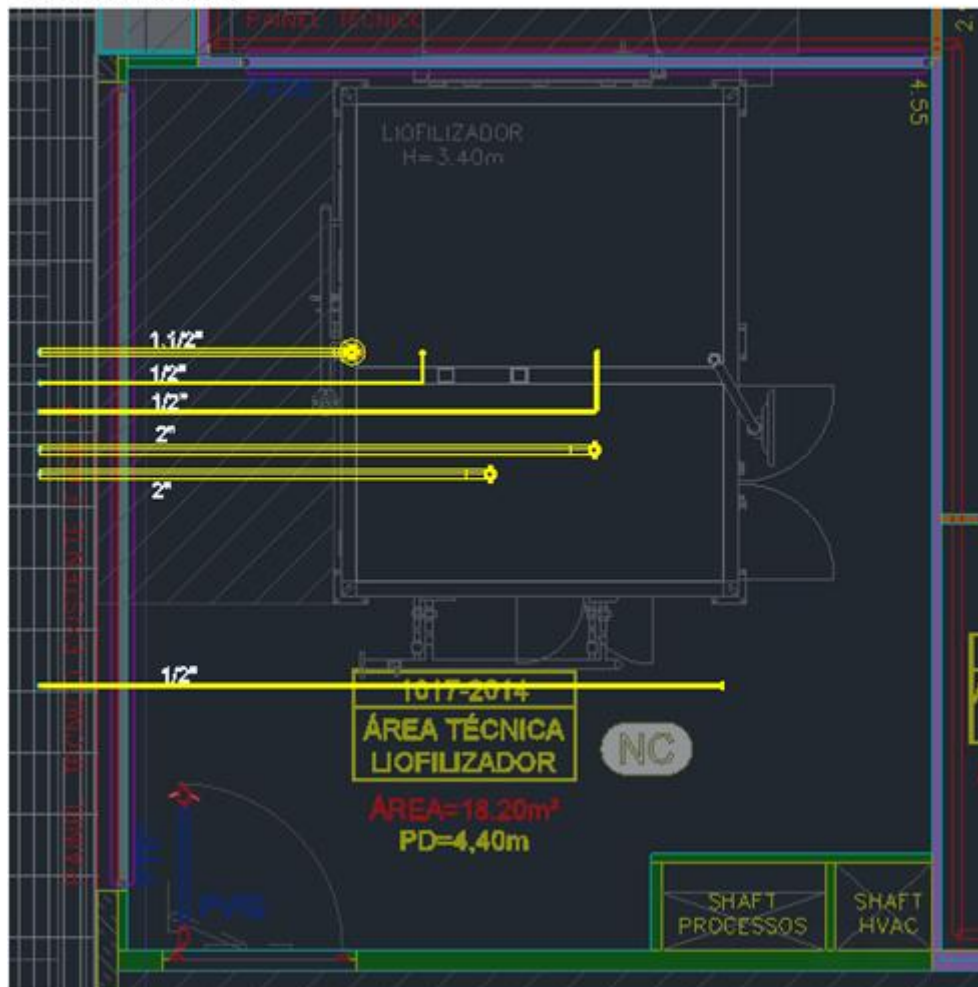 PAINEL TÉCNICO
2
4.55
LIOFILIZADOR
H=3.40m
1.1/2"
1/2"
1/2"
2"
2"
1/2"
1017-2014
ÁREA TÉCNICA
LIOFILIZADOR
NC
ÁREA=18.20m²
PD=4,40m
SHAFT
PROCESSOS
SHAFT
HVAC